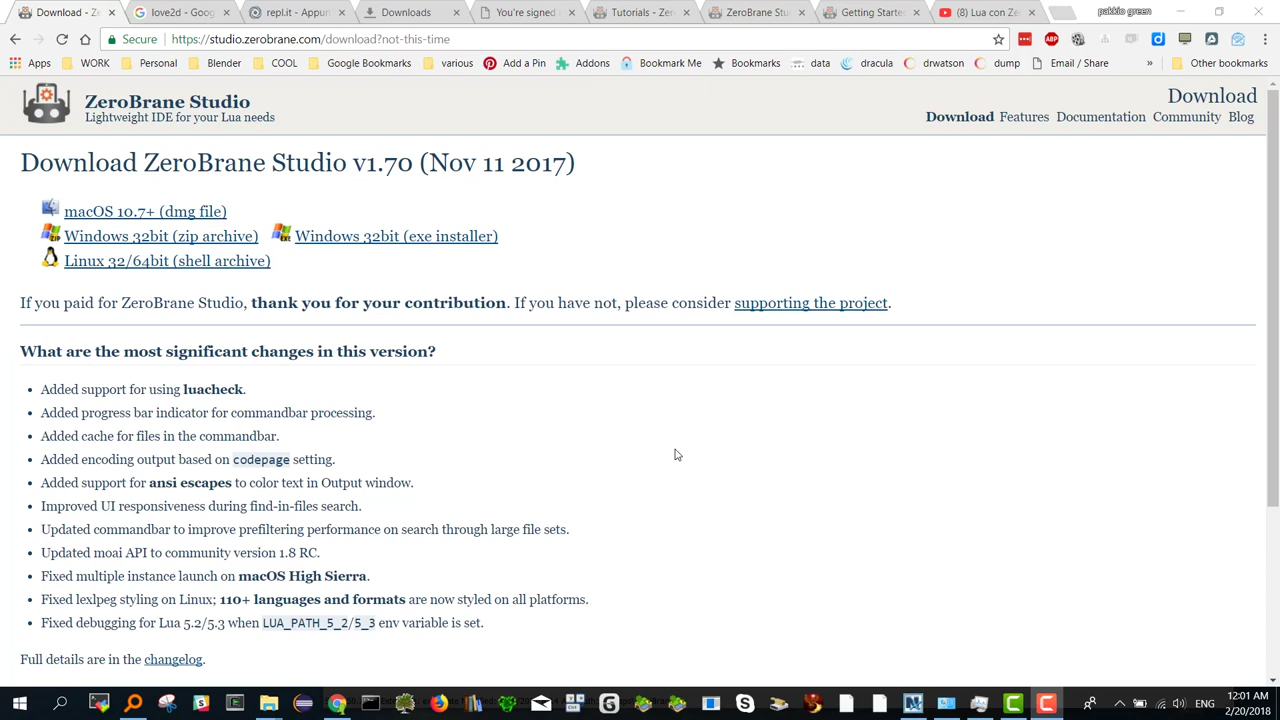 Download - Ze
love2d - Goog
repl.it - Appun
Downloads
You're signed
Tutorials - Zer
ZeroBrane Stu
Getting Starte
(8) Lua con Ze
pakkio green
Secure
https://studio.zerobrane.com/download?not-this-time
Apps
WORK
Personal
Blender
COOL
Google Bookmarks
various
Add a Pin
Addons
Bookmark Me
Bookmarks
data
dracula
drwatson
dump
Email / Share
»
Other bookmarks
ZeroBrane Studio
Lightweight IDE for your Lua needs
Download
Download Features Documentation Community Blog
Download ZeroBrane Studio v1.70 (Nov 11 2017)
macOS 10.7+ (dmg file)
Windows 32bit (zip archive) Windows 32bit (exe installer)
Linux 32/64bit (shell archive)
If you paid for ZeroBrane Studio, thank you for your contribution. If you have not, please consider supporting the project.
What are the most significant changes in this version?
Added support for using luacheck.
Added progress bar indicator for commandbar processing.
Added cache for files in the commandbar.
Added encoding output based on codepage setting.
Added support for ansi escapes to color text in Output window.
Improved UI responsiveness during find-in-files search.
Updated commandbar to improve prefiltering performance on search through large file sets.
Updated moai API to community version 1.8 RC.
Fixed multiple instance launch on macOS High Sierra.
Fixed lexlpeg styling on Linux; 110+ languages and formats are now styled on all platforms.
Fixed debugging for Lua 5.2/5.3 when LUA_PATH_5_2/5_3 env variable is set.
Full details are in the changelog.
ENG
12:01 AM
2/20/2018